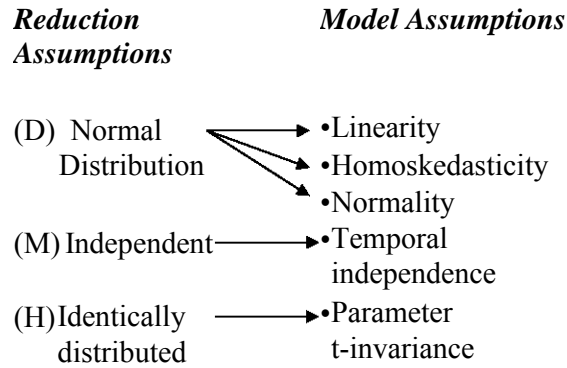 Reduction Assumptions
Model Assumptions
(D) Normal Distribution
•Linearity
•Homoskedasticity
•Normality
(M) Independent
•Temporal independence
(H) Identically distributed
•Parameter t-invariance